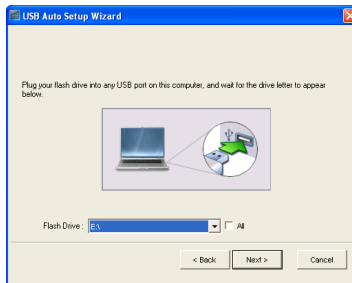 USB Auto Setup Wizard
Plug your flash drive into any USB port on this computer, and wait for the drive letter to appear
below.
Flash Drive : E:\ All
< Back Next > Cancel